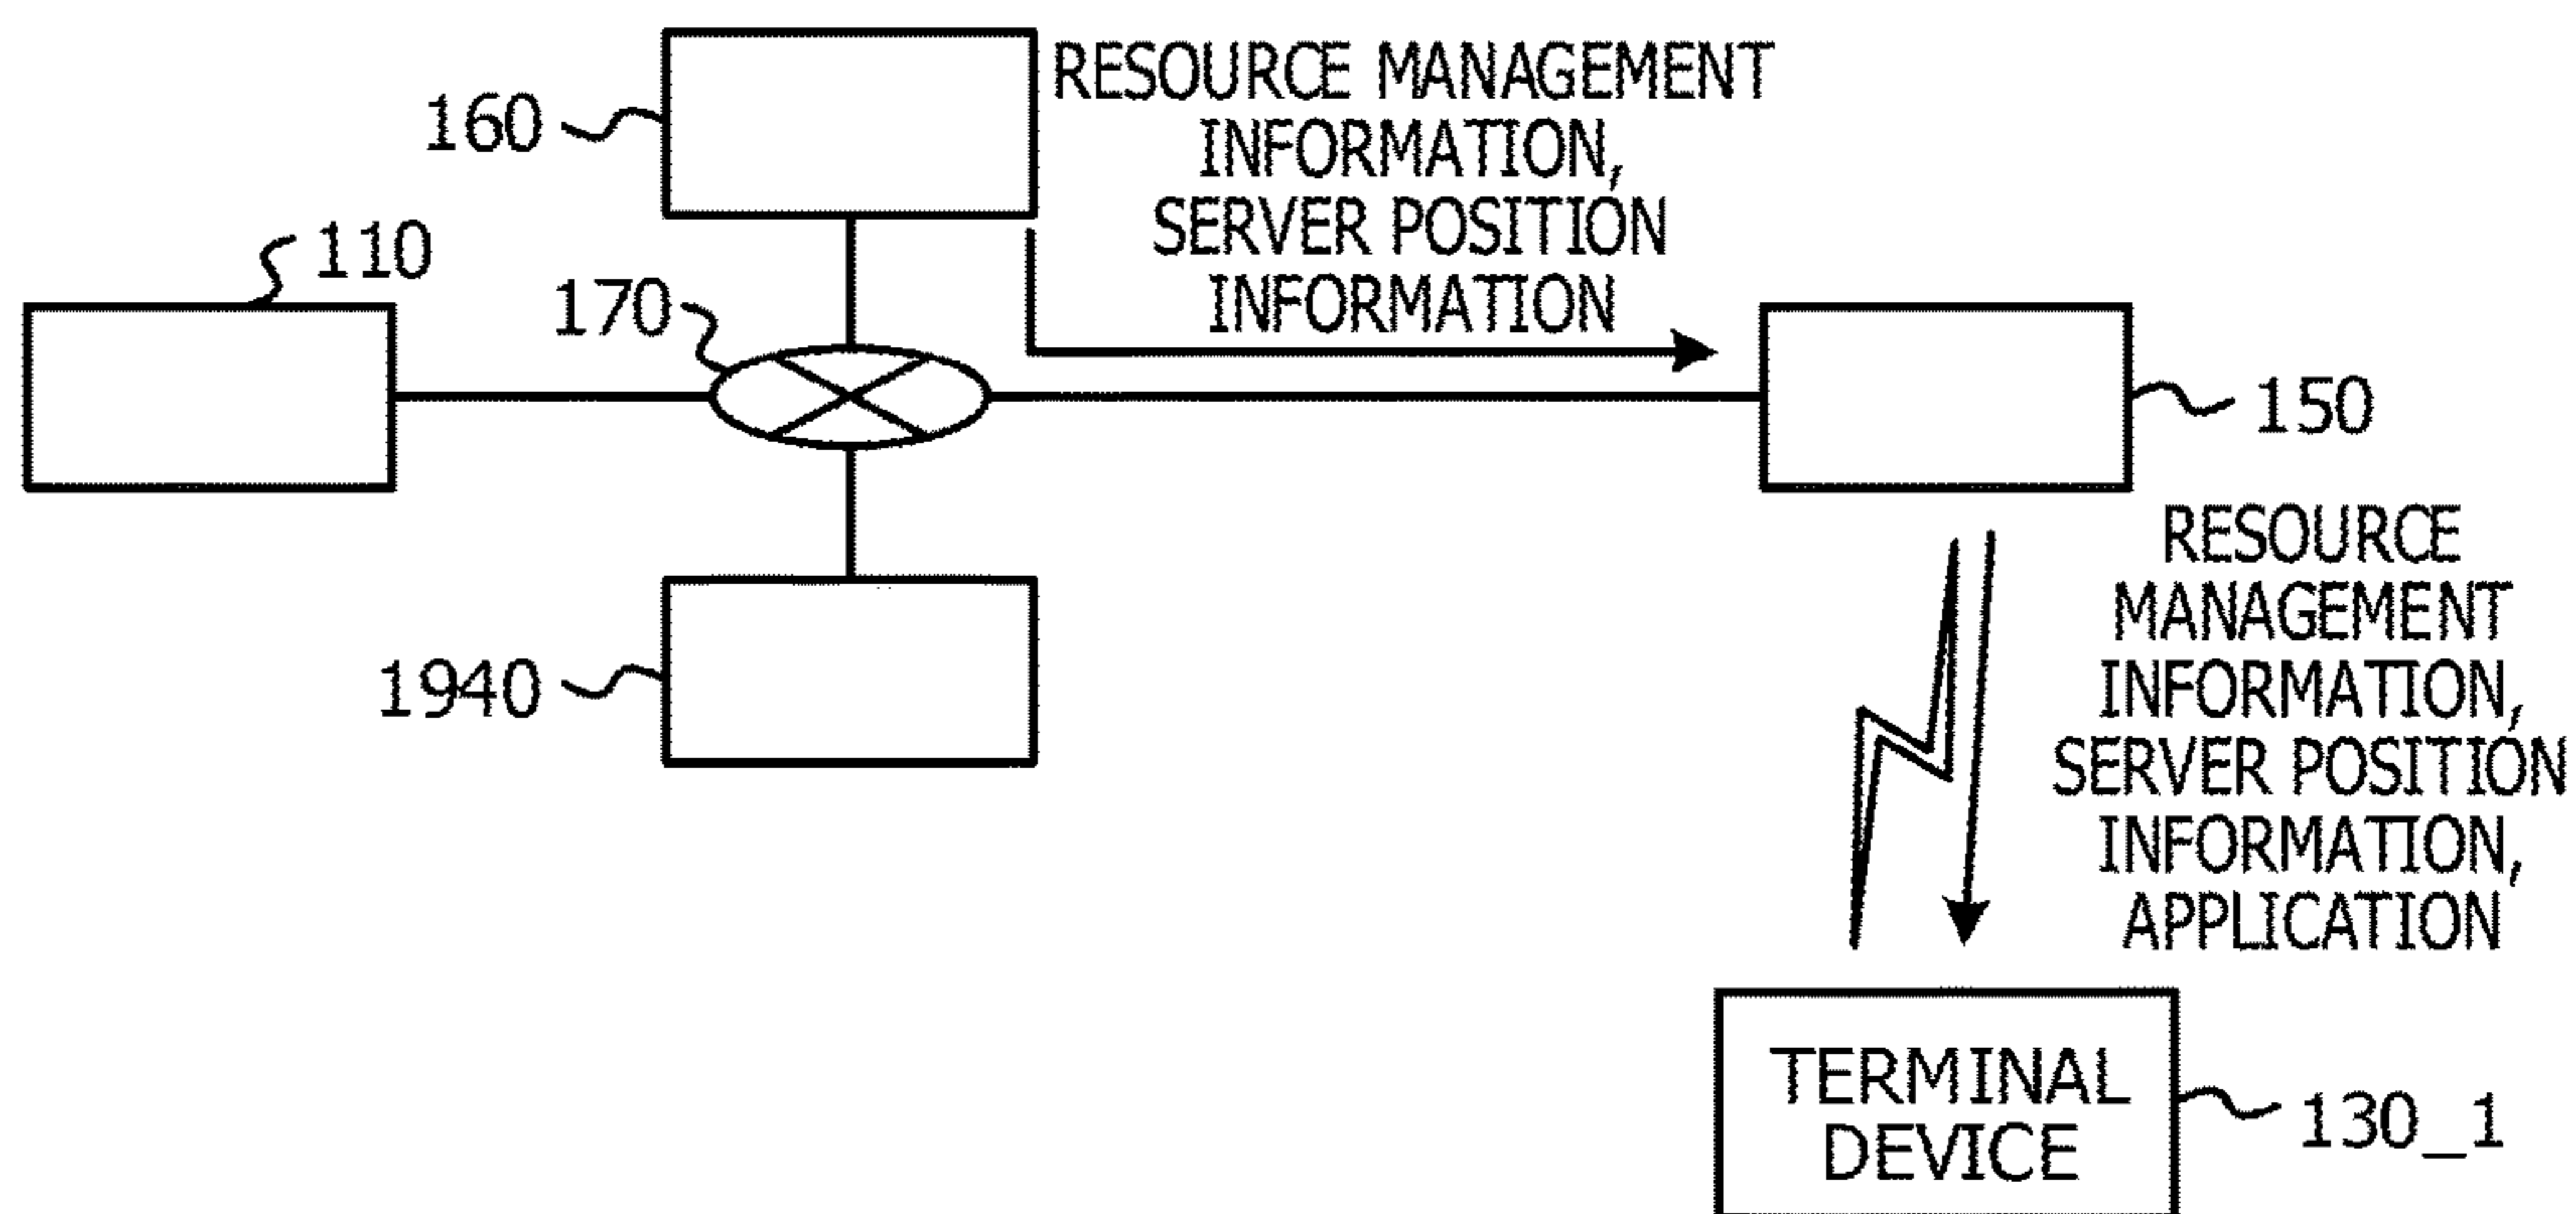 160
RESOURCE MANAGEMENT
INFORMATION,
SERVER POSITION
INFORMATION
110
170
150
1940
RESOURCE
MANAGEMENT
INFORMATION,
SERVER POSITION
INFORMATION,
APPLICATION
TERMINAL
DEVICE
130_1